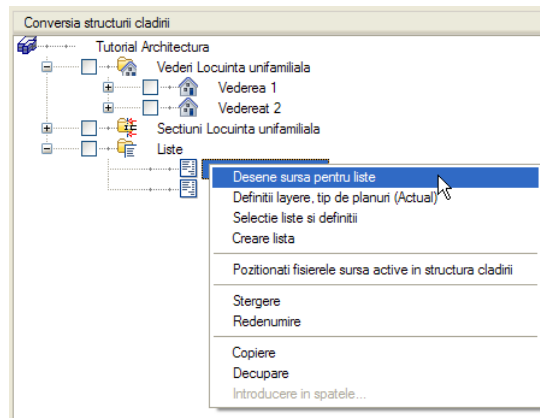 Conversia structurii cladirii
Tutorial Architectura
Vederi Locuinta unifamiliala
Vederea 1
Vedereat 2
Sectiuni Locuinta unifamiliala
Liste
Desene sursa pentru liste
Definitii layere, tip de planuri (Actual)
Selectie liste si definitii
Creare lista
Pozitionati fisierele sursa active in structura cladirii
Stergere
Redenumire
Copiere
Decupare
Introducere in spatele...